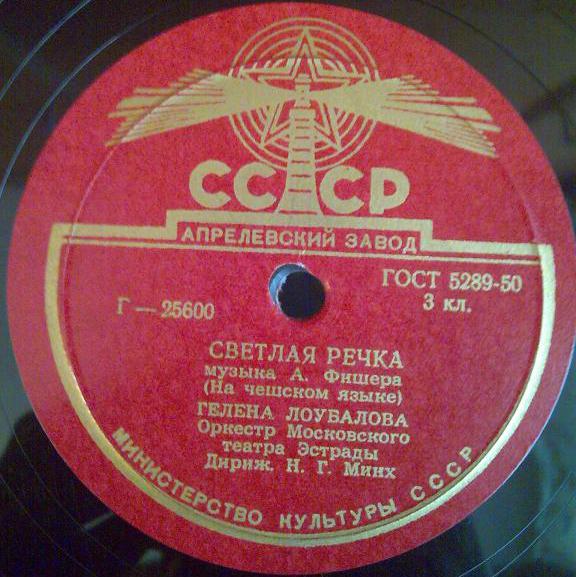 СССР
АПРЕЛЕВСКИЙ ЗАВОД
ГОСТ 5289-50
3 кл.
Г — 25600
СВЕТЛАЯ РЕЧКА
музыка А. Фишера
(На чешском языке)
ГЕЛЕНА ЛОУБАЛОВА
Оркестр Московского
театра Эстрады
Дириж. Н. Г. Минх
МИНИСТЕРСТВО КУЛЬТУРЫ СССР